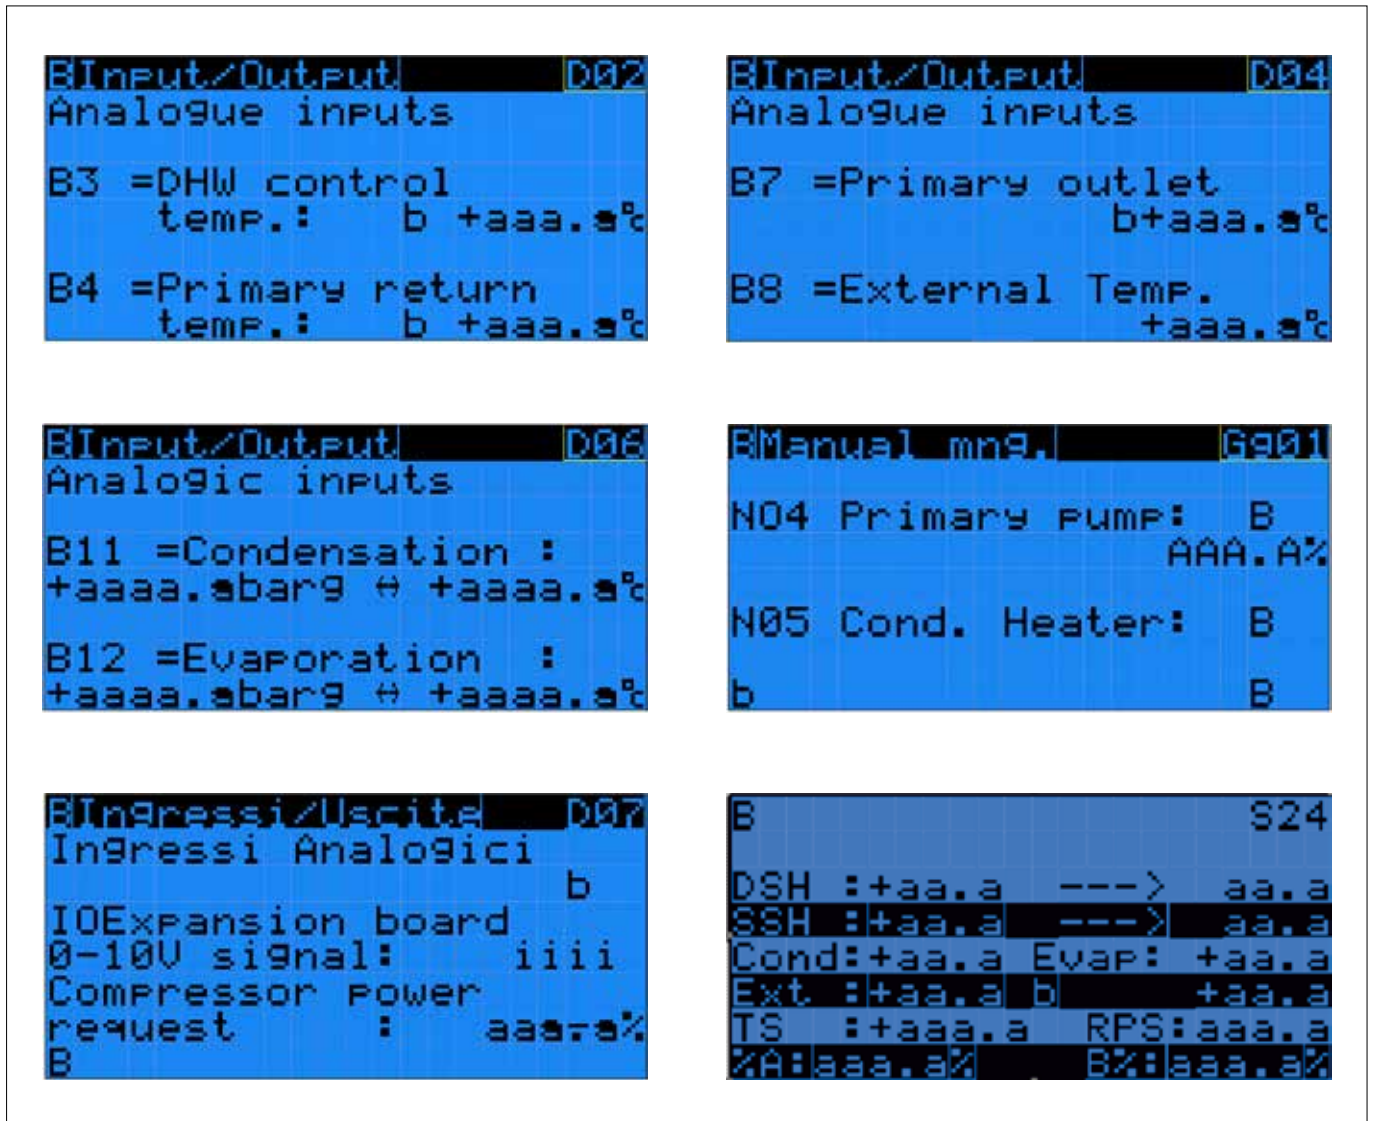 BInput/Output D02
Analogue inputs
B3 =DHW control
temp.: b +aaa.a°c
B4 =Primary return
temp.: b +aaa.a°c
BInput/Output D04
Analogue inputs
B7 =Primary outlet
b+aaa.a°c
B8 =External Temp.
+aaa.a°c
BInput/Output D06
Analogic inputs
B11 =Condensation :
+aaaa.abarg ↔ +aaaa.a°c
B12 =Evaporation :
+aaaa.abarg ↔ +aaaa.a°c
BManual mng. Gg01
NO4 Primary pump: B
AAA.A%
N05 Cond. Heater: B
b B
BIngressi/Uscite D07
Ingressi Analogici
b
IOExpansion board
0-10V signal: iiii
Compressor power
request : aaa.a%
B
B S24
DSH :+aa.a ---> aa.a
SSH :+aa.a ---> aa.a
Cond:+aa.a Evap: +aa.a
Ext :+aa.a b +aa.a
TS :+aaa.a RPS:aaa.a
%A:aaa.a% B%:aaa.a%